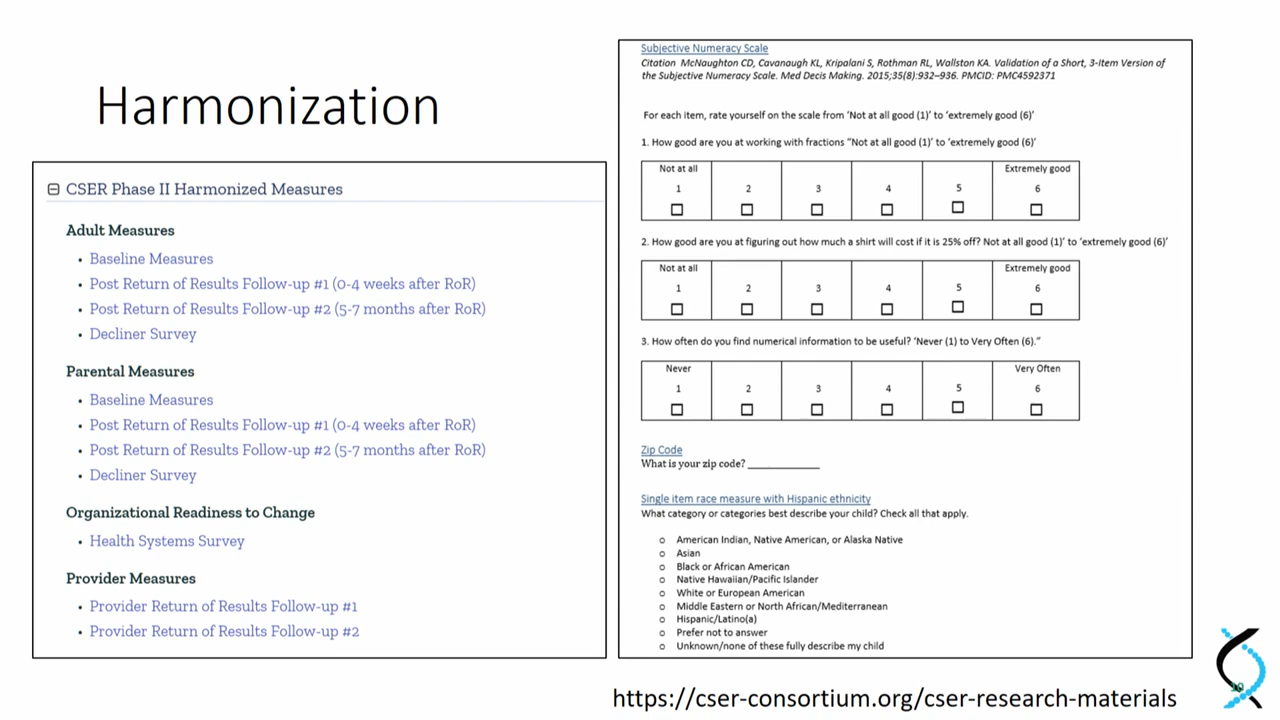 Harmonization
CSER Phase II Harmonized Measures
Adult Measures
• Baseline Measures
• Post Return of Results Follow-up #1 (0-4 weeks after RoR)
• Post Return of Results Follow-up #2 (5-7 months after RoR)
• Decliner Survey
Parental Measures
• Baseline Measures
• Post Return of Results Follow-up #1 (0-4 weeks after RoR)
• Post Return of Results Follow-up #2 (5-7 months after RoR)
• Decliner Survey
Organizational Readiness to Change
• Health Systems Survey
Provider Measures
• Provider Return of Results Follow-up #1
• Provider Return of Results Follow-up #2
Subjective Numeracy Scale
Citation McNaughton CD, Cavanaugh KL, Kripalani S, Rothman RL, Wallston KA. Validation of a Short, 3-Item Version of
the Subjective Numeracy Scale. Med Decis Making. 2015;35(8):932–936. PMCID: PMC4592371
For each item, rate yourself on the scale from ‘Not at all good (1)’ to ‘extremely good (6)’
1. How good are you at working with fractions “Not at all good (1)’ to ‘extremely good (6)’
Not at all Extremely good
1 2 3 4 5 6
2. How good are you at figuring out how much a shirt will cost if it is 25% off? Not at all good (1)’ to ‘extremely good (6)’
Not at all Extremely good
1 2 3 4 5 6
3. How often do you find numerical information to be useful? ‘Never (1) to Very Often (6).”
Never Very Often
1 2 3 4 5 6
Zip Code
What is your zip code? ____________
Single item race measure with Hispanic ethnicity
What category or categories best describe your child? Check all that apply.
o American Indian, Native American, or Alaska Native
o Asian
o Black or African American
o Native Hawaiian/Pacific Islander
o White or European American
o Middle Eastern or North African/Mediterranean
o Hispanic/Latino(a)
o Prefer not to answer
o Unknown/none of these fully describe my child
https://cser-consortium.org/cser-research-materials